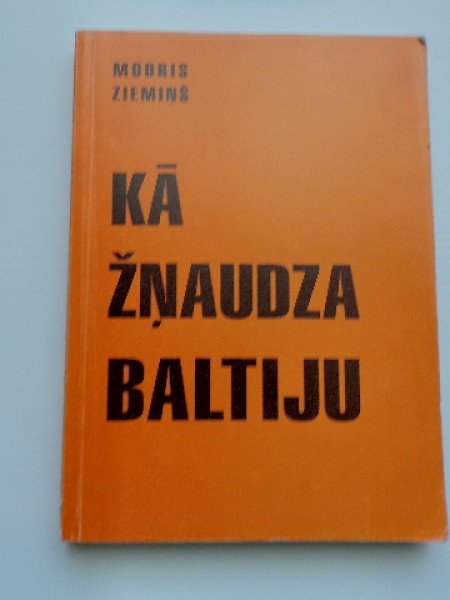 MODRIS
ZIEMIŅŠ
KĀ
ŽŅAUDZA
BALTIJU